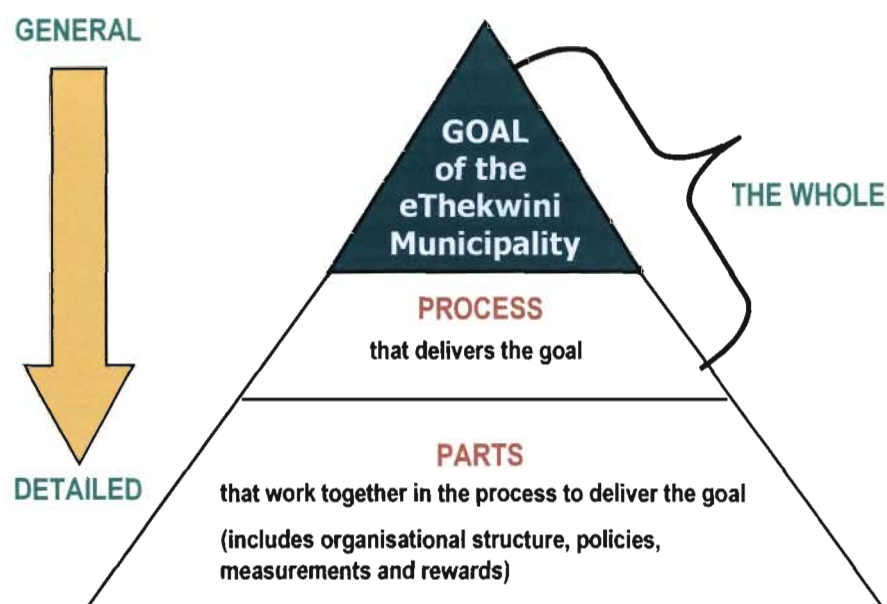 GENERAL
GOAL
of the
eThekwini
Municipality
THE WHOLE
PROCESS
that delivers the goal
DETAILED
PARTS
that work together in the process to deliver the goal
(includes organisational structure, policies,
measurements and rewards)